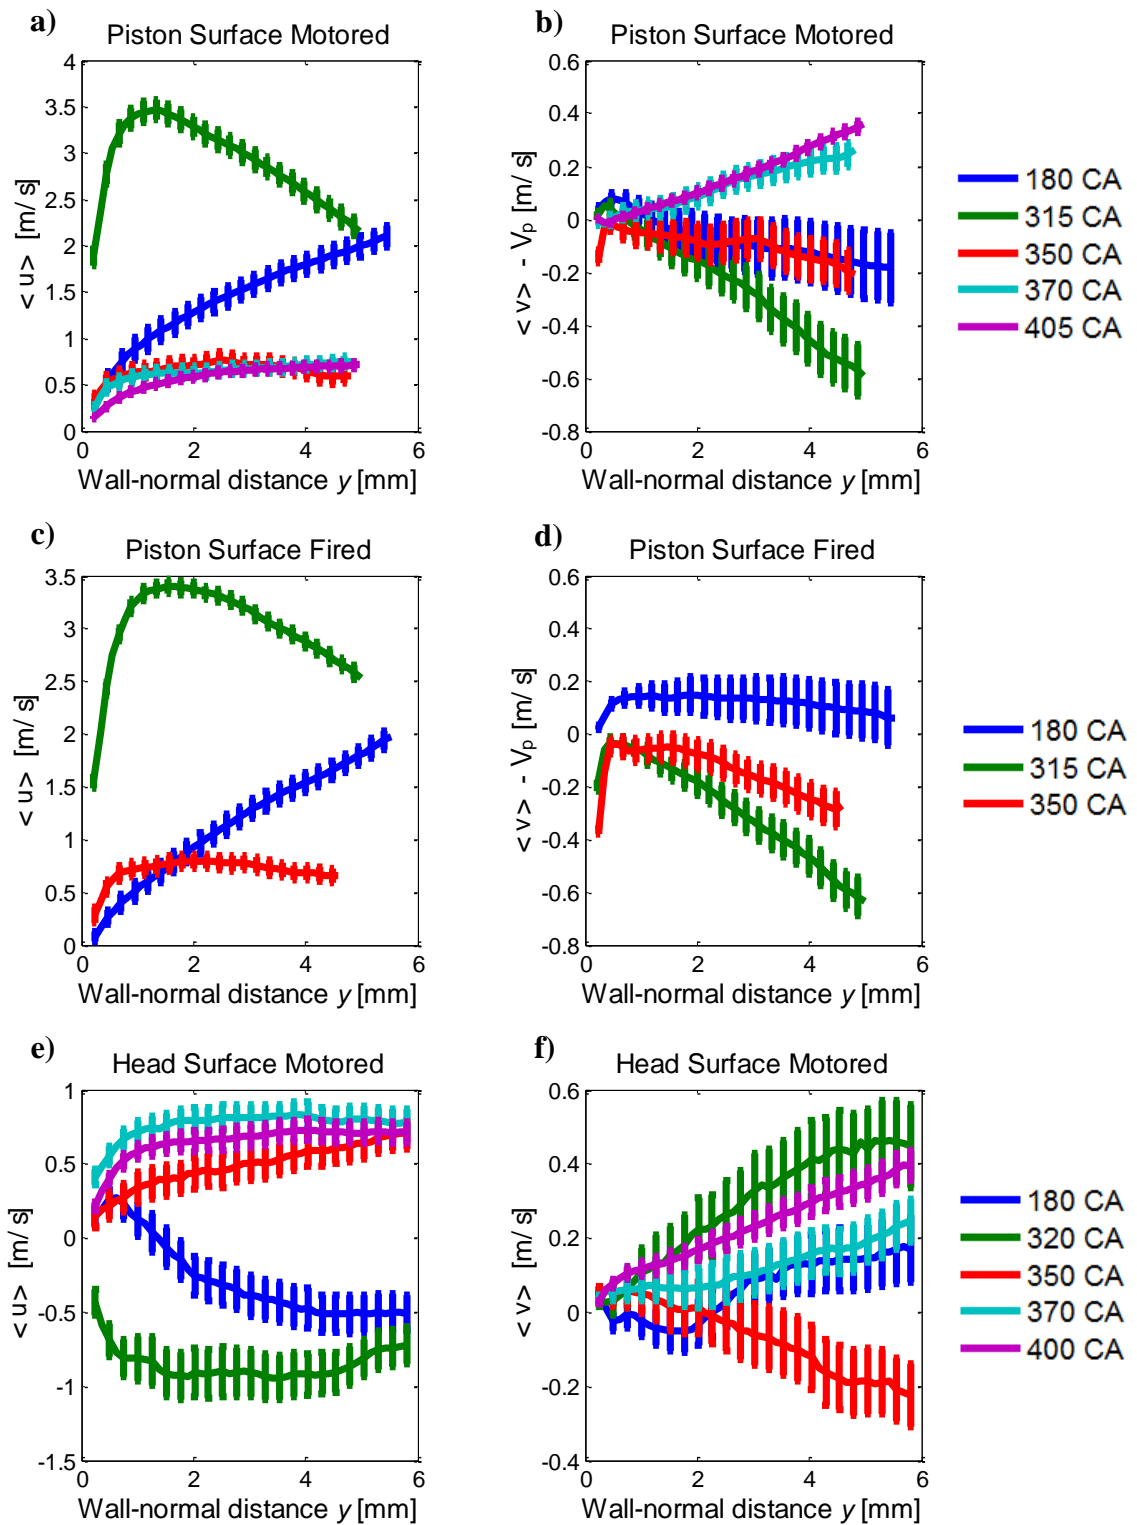 a)
Piston Surface Motored
4
3.5
3
2.5
2
1.5
1
0.5
0
< u > [m/ s]
0 2 4 6
Wall-normal distance y [mm]
b)
Piston Surface Motored
0.6
0.4
0.2
0
-0.2
-0.4
-0.6
-0.8
< v > - Vp [m/ s]
0 2 4 6
Wall-normal distance y [mm]
180 CA
315 CA
350 CA
370 CA
405 CA
c)
Piston Surface Fired
3.5
3
2.5
2
1.5
1
0.5
0
< u > [m/ s]
0 2 4 6
Wall-normal distance y [mm]
d)
Piston Surface Fired
0.6
0.4
0.2
0
-0.2
-0.4
-0.6
-0.8
< v > - Vp [m/ s]
0 2 4 6
Wall-normal distance y [mm]
180 CA
315 CA
350 CA
e)
Head Surface Motored
1
0.5
0
-0.5
-1
-1.5
< u > [m/ s]
0 2 4 6
Wall-normal distance y [mm]
f)
Head Surface Motored
0.6
0.4
0.2
0
-0.2
-0.4
< v > [m/ s]
0 2 4 6
Wall-normal distance y [mm]
180 CA
320 CA
350 CA
370 CA
400 CA